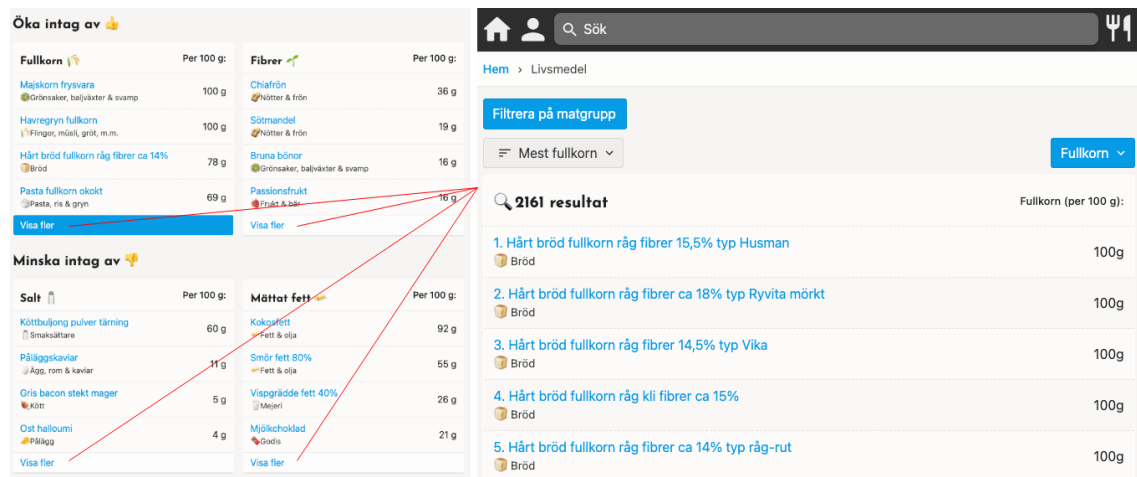 Öka intag av 👍
Fullkorn
Per 100 g:
Majskorn frysvara
Grönsaker, baljväxter & svamp
100 g
Havregryn fullkorn
Flingor, müsli, gröt, m.m.
100 g
Hårt bröd fullkorn råg fibrer ca 14%
Bröd
78 g
Pasta fullkorn okokt
Pasta, ris & gryn
69 g
Visa fler
Fibrer
Per 100 g:
Chiafrön
Nötter & frön
36 g
Sötmandel
Nötter & frön
19 g
Bruna bönor
Grönsaker, baljväxter & svamp
16 g
Passionsfrukt
Frukt & bär
16 g
Visa fler
Minska intag av 👎
Salt
Per 100 g:
Köttbuljong pulver tärning
Smaksättare
60 g
Påläggskaviar
Ägg, rom & kaviar
11 g
Gris bacon stekt mager
Kött
5 g
Ost halloumi
Pålägg
4 g
Visa fler
Mättat fett
Per 100 g:
Kokosfett
Fett & olja
92 g
Smör fett 80%
Fett & olja
55 g
Vispgrädde fett 40%
Mejeri
26 g
Mjölkchoklad
Godis
21 g
Visa fler
Sök
Hem › Livsmedel
Filtrera på matgrupp
Mest fullkorn
Fullkorn
2161 resultat
Fullkorn (per 100 g):
1. Hårt bröd fullkorn råg fibrer 15,5% typ Husman
Bröd
100g
2. Hårt bröd fullkorn råg fibrer ca 18% typ Ryvita mörkt
Bröd
100g
3. Hårt bröd fullkorn råg fibrer 14,5% typ Vika
Bröd
100g
4. Hårt bröd fullkorn råg kli fibrer ca 15%
Bröd
100g
5. Hårt bröd fullkorn råg fibrer ca 14% typ råg-rut
Bröd
100g